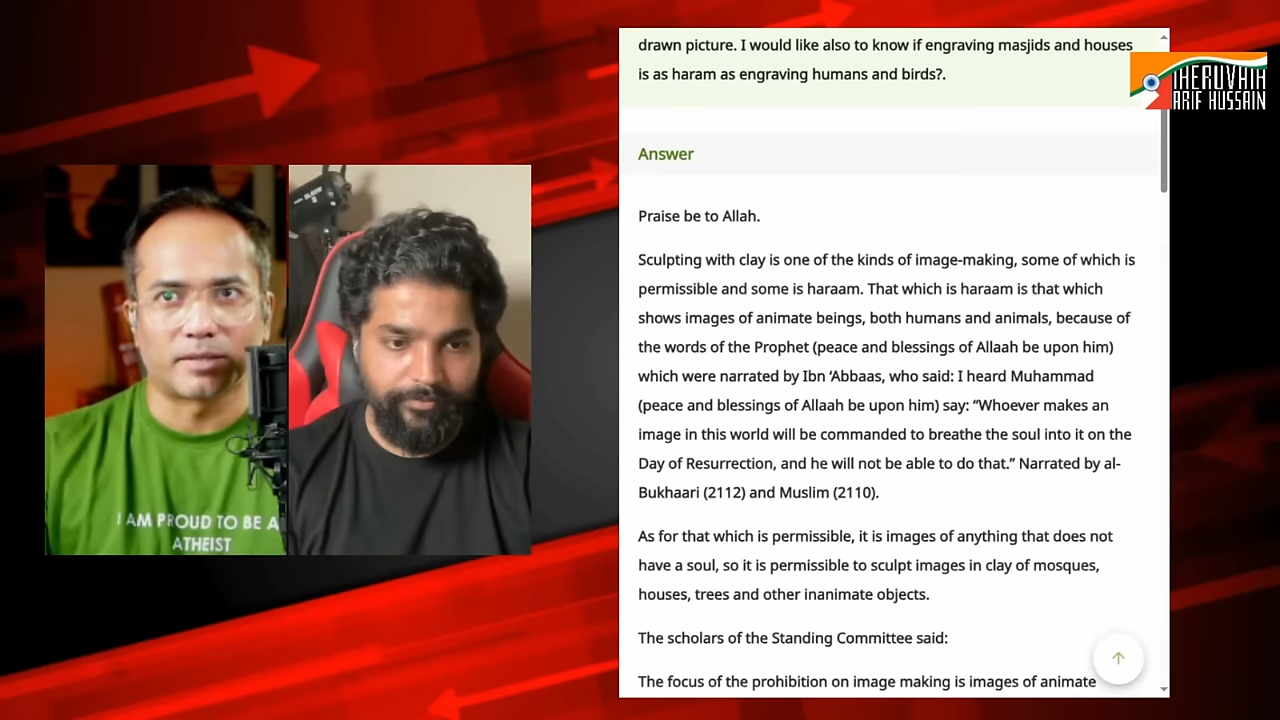 drawn picture. I would like also to know if engraving masjids and houses
is as haram as engraving humans and birds?.
THERUVATH
ARIF HUSSAIN
Answer
Praise be to Allah.
Sculpting with clay is one of the kinds of image-making, some of which is
permissible and some is haraam. That which is haraam is that which
shows images of animate beings, both humans and animals, because of
the words of the Prophet (peace and blessings of Allaah be upon him)
which were narrated by Ibn ‘Abbaas, who said: I heard Muhammad
(peace and blessings of Allaah be upon him) say: “Whoever makes an
image in this world will be commanded to breathe the soul into it on the
Day of Resurrection, and he will not be able to do that.” Narrated by al-
Bukhaari (2112) and Muslim (2110).
As for that which is permissible, it is images of anything that does not
have a soul, so it is permissible to sculpt images in clay of mosques,
houses, trees and other inanimate objects.
The scholars of the Standing Committee said:
The focus of the prohibition on image making is images of animate
I AM PROUD TO BE A
ATHEIST